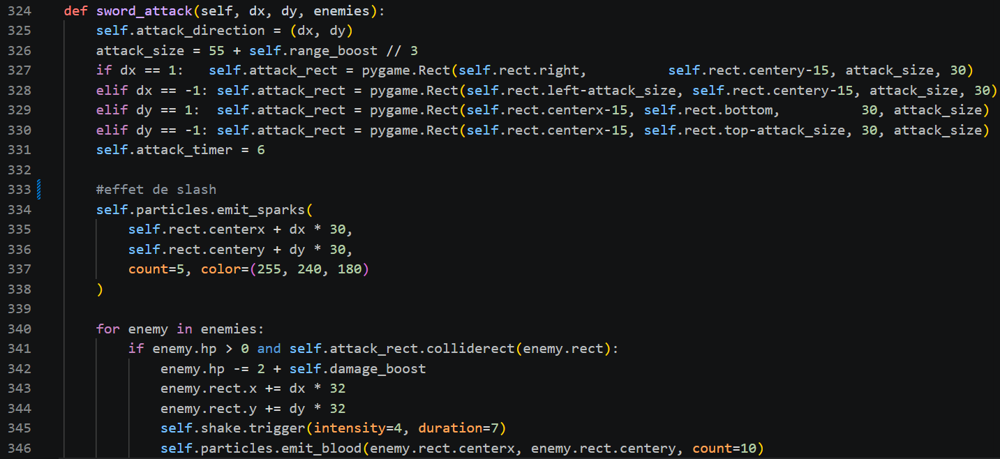 324    def sword_attack(self, dx, dy, enemies):
325        self.attack_direction = (dx, dy)
326        attack_size = 55 + self.range_boost // 3
327        if dx == 1:   self.attack_rect = pygame.Rect(self.rect.right,          self.rect.centery-15, attack_size, 30)
328        elif dx == -1: self.attack_rect = pygame.Rect(self.rect.left-attack_size, self.rect.centery-15, attack_size, 30)
329        elif dy == 1:  self.attack_rect = pygame.Rect(self.rect.centerx-15, self.rect.bottom,          30, attack_size)
330        elif dy == -1: self.attack_rect = pygame.Rect(self.rect.centerx-15, self.rect.top-attack_size, 30, attack_size)
331        self.attack_timer = 6
332
333        #effet de slash
334        self.particles.emit_sparks(
335            self.rect.centerx + dx * 30,
336            self.rect.centery + dy * 30,
337            count=5, color=(255, 240, 180)
338        )
339
340        for enemy in enemies:
341            if enemy.hp > 0 and self.attack_rect.colliderect(enemy.rect):
342                enemy.hp -= 2 + self.damage_boost
343                enemy.rect.x += dx * 32
344                enemy.rect.y += dy * 32
345                self.shake.trigger(intensity=4, duration=7)
346                self.particles.emit_blood(enemy.rect.centerx, enemy.rect.centery, count=10)